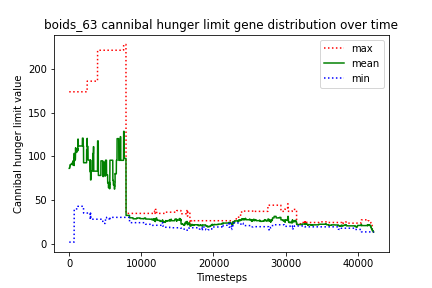 boids_63 cannibal hunger limit gene distribution over time
max
mean
min
Cannibal hunger limit value
200
150
100
50
0
0
10000
20000
30000
40000
Timesteps